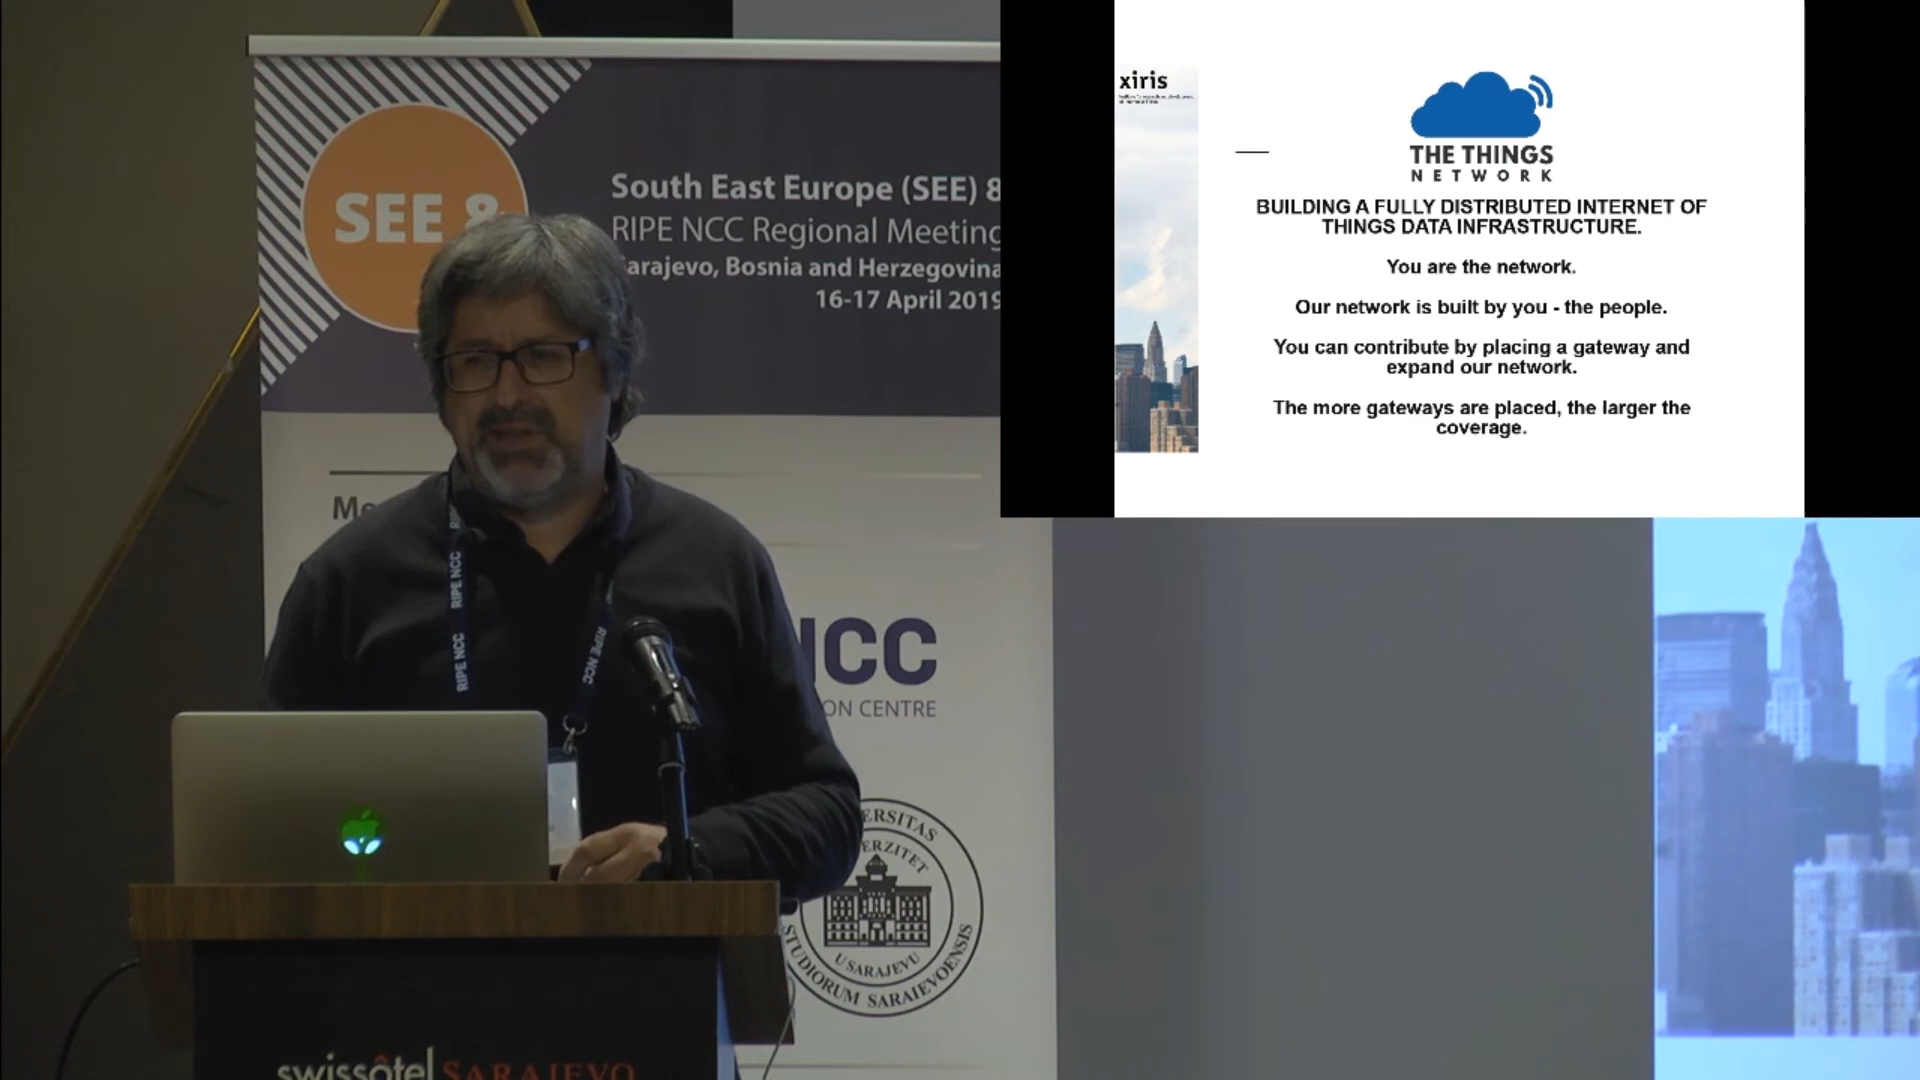 SEE 8
South East Europe (SEE) 8
RIPE NCC Regional Meeting
Sarajevo, Bosnia and Herzegovina
16-17 April 2019
RIPE NCC
RIPE NCC
RIPE NCC
NCC
ON CENTRE
ERSITAS
ERZITET
U SARAJEVU
STUDIORUM SARAIEVOENSIS
swissôtel SARAJEVO
xiris
THE THINGS
NETWORK
BUILDING A FULLY DISTRIBUTED INTERNET OF
THINGS DATA INFRASTRUCTURE.
You are the network.
Our network is built by you - the people.
You can contribute by placing a gateway and
expand our network.
The more gateways are placed, the larger the
coverage.